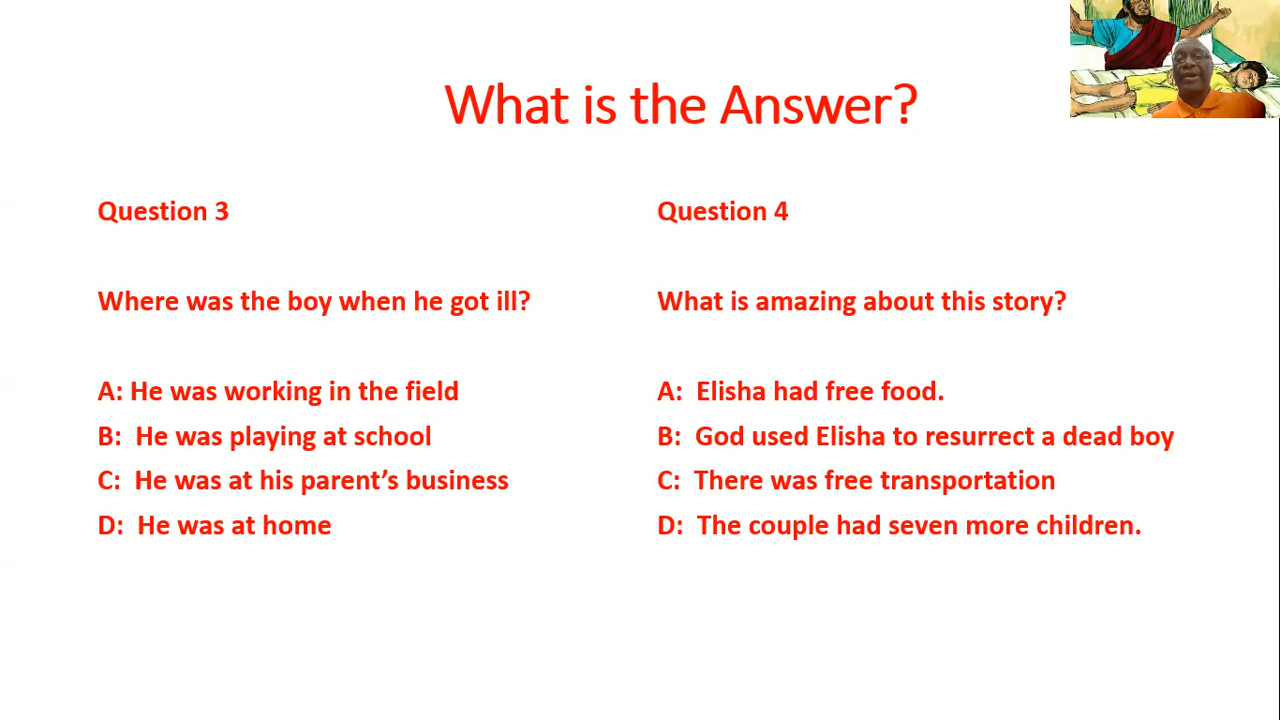 What is the Answer?
Question 3
Where was the boy when he got ill?
A: He was working in the field
B:  He was playing at school
C:  He was at his parent’s business
D:  He was at home
Question 4
What is amazing about this story?
A:  Elisha had free food.
B:  God used Elisha to resurrect a dead boy
C:  There was free transportation
D:  The couple had seven more children.